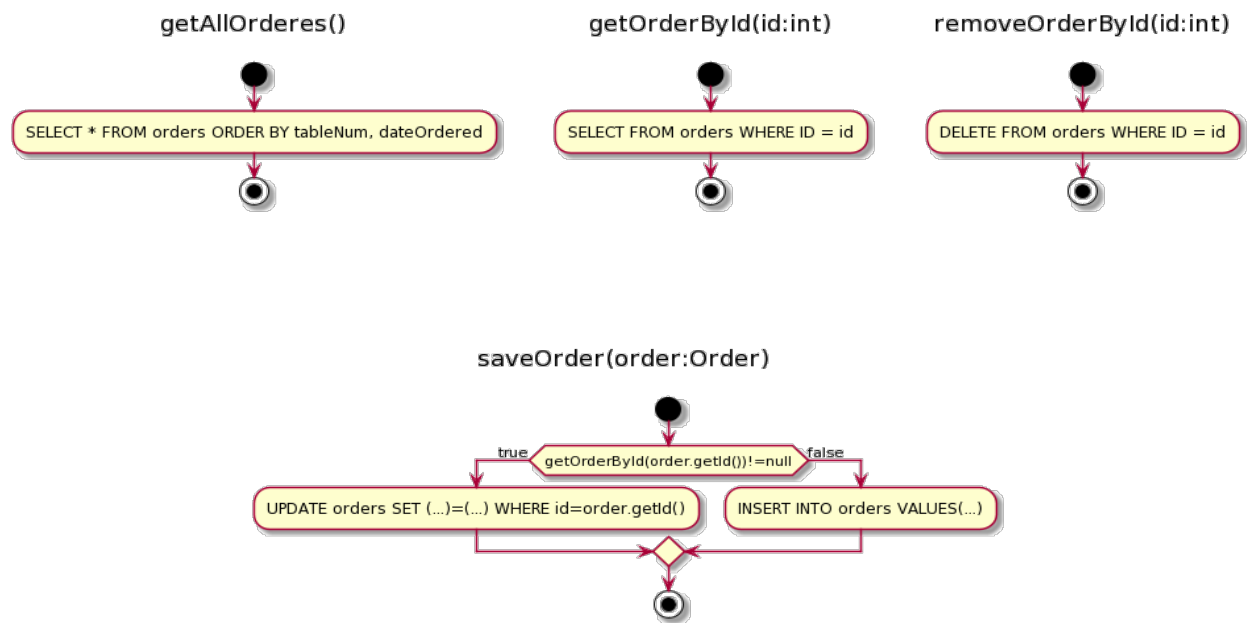 getAllOrderes()
SELECT * FROM orders ORDER BY tableNum, dateOrdered
getOrderById(id:int)
SELECT FROM orders WHERE ID = id
removeOrderById(id:int)
DELETE FROM orders WHERE ID = id
saveOrder(order:Order)
true
getOrderById(order.getId())!=null
false
UPDATE orders SET (...)=(...) WHERE id=order.getId()
INSERT INTO orders VALUES(...)